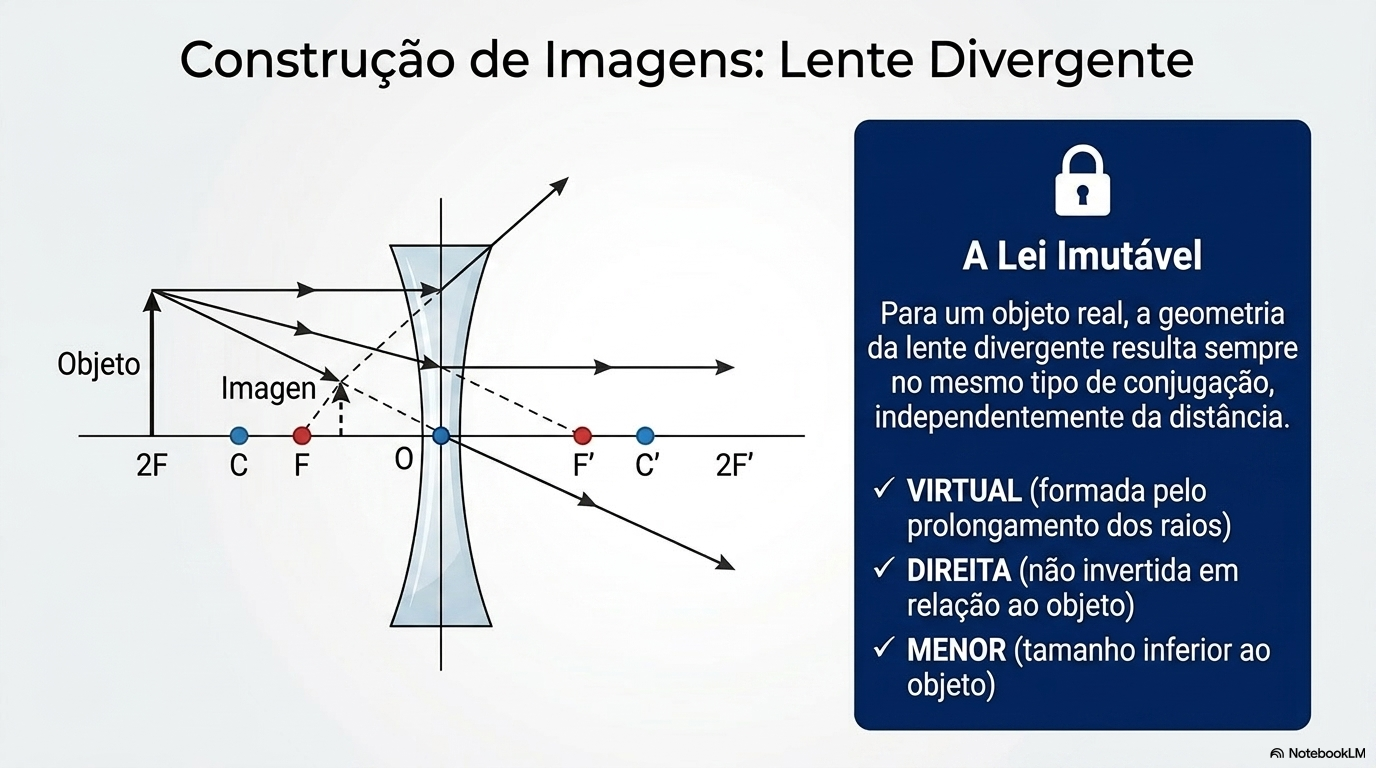 Construção de Imagens: Lente Divergente
Objeto
Imagen
2F
C
F
O
F’
C’
2F’
A Lei Imutável
Para um objeto real, a geometria
da lente divergente resulta sempre
no mesmo tipo de conjugação,
independentemente da distância.
✓ VIRTUAL (formada pelo
prolongamento dos raios)
✓ DIREITA (não invertida em
relação ao objeto)
✓ MENOR (tamanho inferior ao
objeto)
NotebookLM